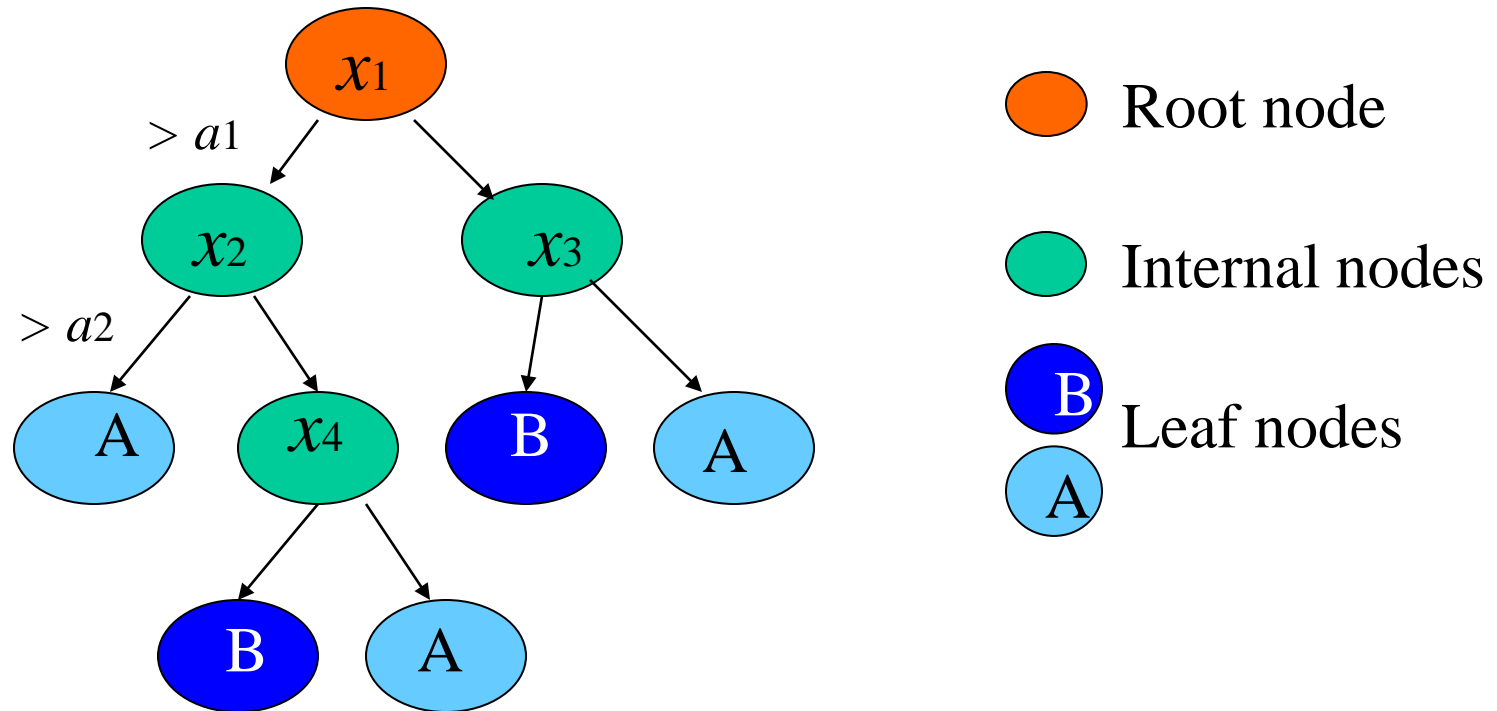 x1
> a1
x2
x3
> a2
A
x4
B
A
B
A
Root node
Internal nodes
B
Leaf nodes
A